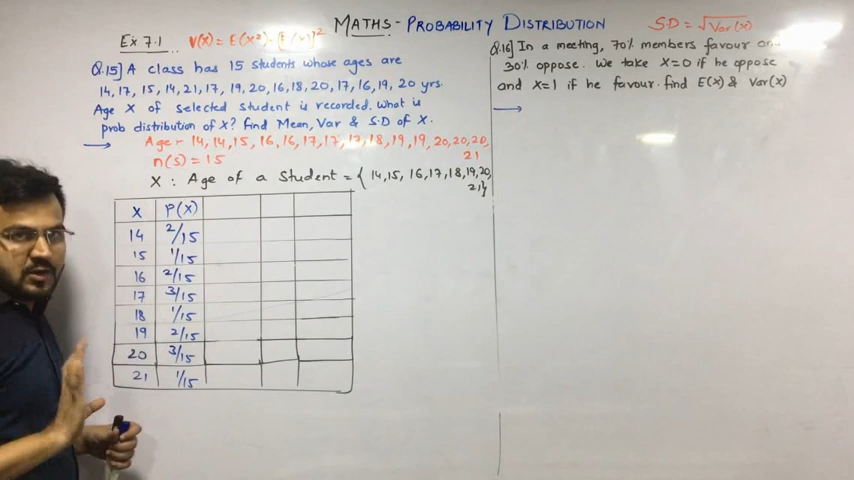 MATHS - PROBABILITY DISTRIBUTION
S.D = √Var(x)
Ex 7.1 V(x) = E(x²) - [E(x)]²
Q.15] A class has 15 students whose ages are
14, 17, 15, 14, 21, 17, 19, 20, 16, 18, 20, 17, 16, 19, 20 yrs.
Age X of selected student is recorded. What is
prob distribution of X? find Mean, Var & S.D of X.
Age - 14, 14, 15, 16, 16, 17, 17, 17, 18, 19, 19, 20, 20, 20,
21
n(s) = 15
X : Age of a Student = { 14, 15, 16, 17, 18, 19, 20,
21}
X P(X)
14 2/15
15 1/15
16 2/15
17 3/15
18 1/15
19 2/15
20 3/15
21 1/15
Q.16] In a meeting, 70% members favour
30% oppose. We take X=0 if he oppose
and X=1 if he favour. find E(x) & Var(x)